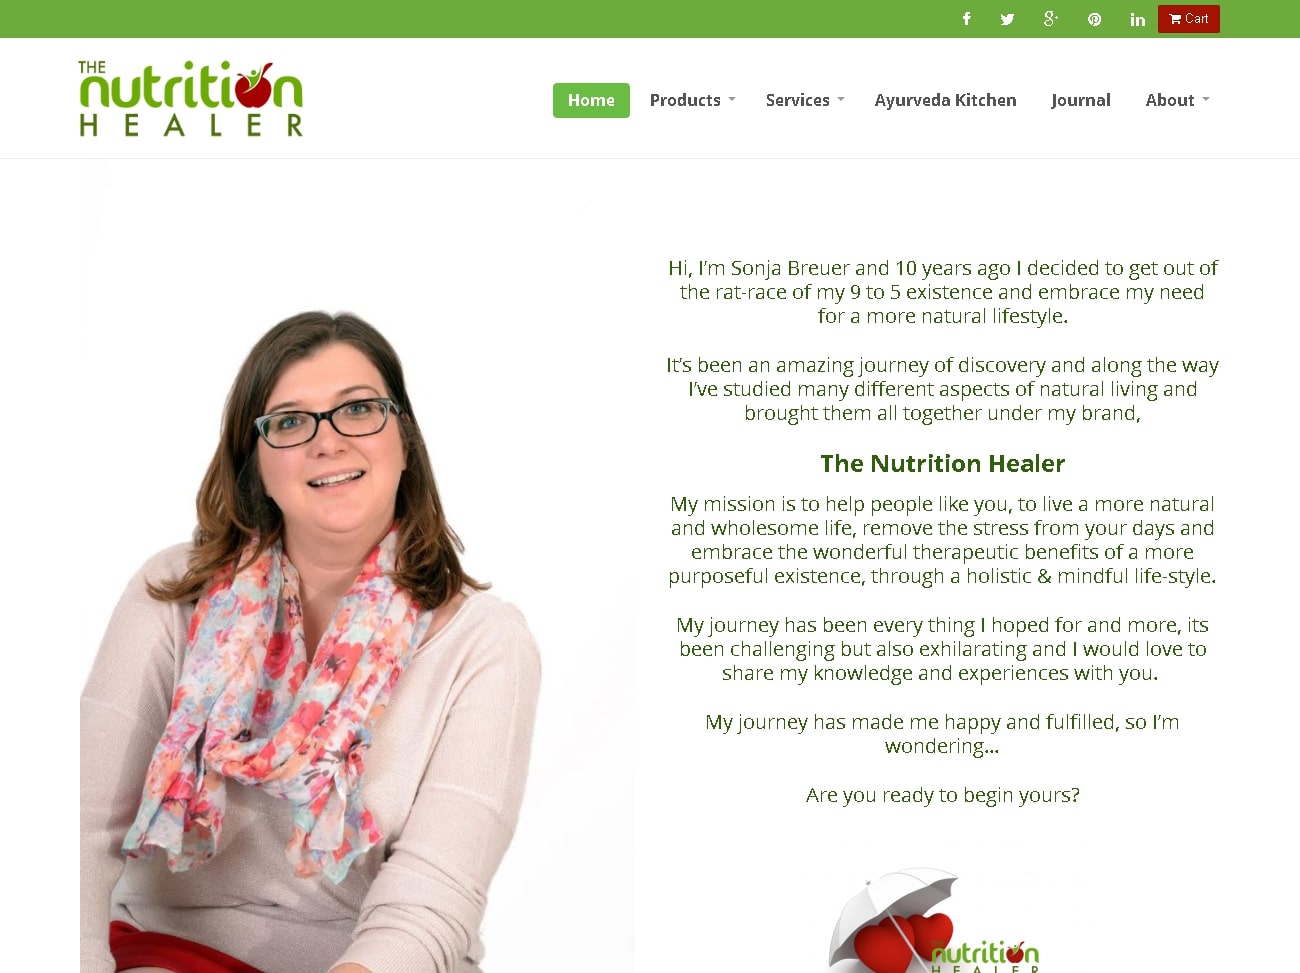 Cart
THE
nutrition
HEALER
Home Products Services Ayurveda Kitchen Journal About
Hi, I’m Sonja Breuer and 10 years ago I decided to get out of
the rat-race of my 9 to 5 existence and embrace my need
for a more natural lifestyle.
It’s been an amazing journey of discovery and along the way
I’ve studied many different aspects of natural living and
brought them all together under my brand,
The Nutrition Healer
My mission is to help people like you, to live a more natural
and wholesome life, remove the stress from your days and
embrace the wonderful therapeutic benefits of a more
purposeful existence, through a holistic & mindful life-style.
My journey has been every thing I hoped for and more, its
been challenging but also exhilarating and I would love to
share my knowledge and experiences with you.
My journey has made me happy and fulfilled, so I’m
wondering...
Are you ready to begin yours?
THE
nutrition
HEALER